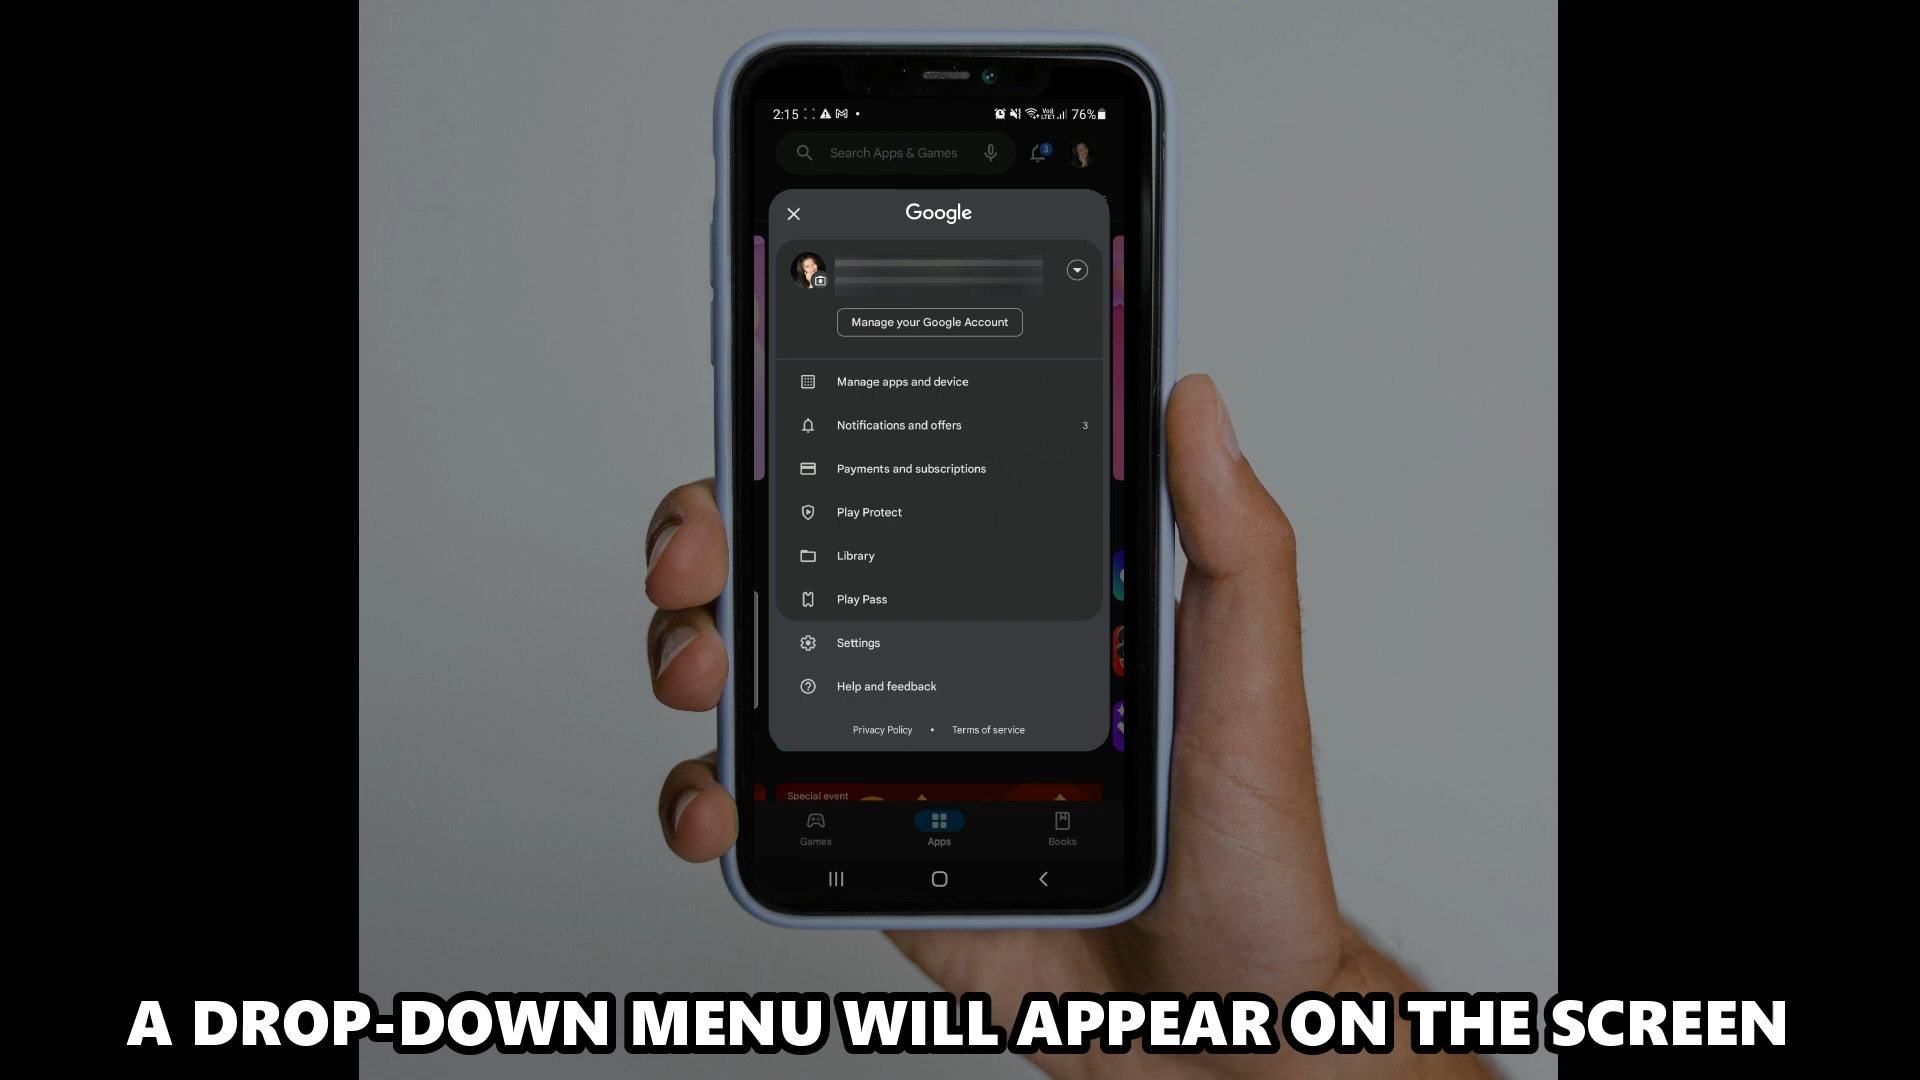 2:15 76%
Search Apps & Games 3
Google
Manage your Google Account
Manage apps and device
Notifications and offers 3
Payments and subscriptions
Play Protect
Library
Play Pass
Settings
Help and feedback
Privacy Policy • Terms of service
Special event
Games Apps Books
A DROP-DOWN MENU WILL APPEAR ON THE SCREEN